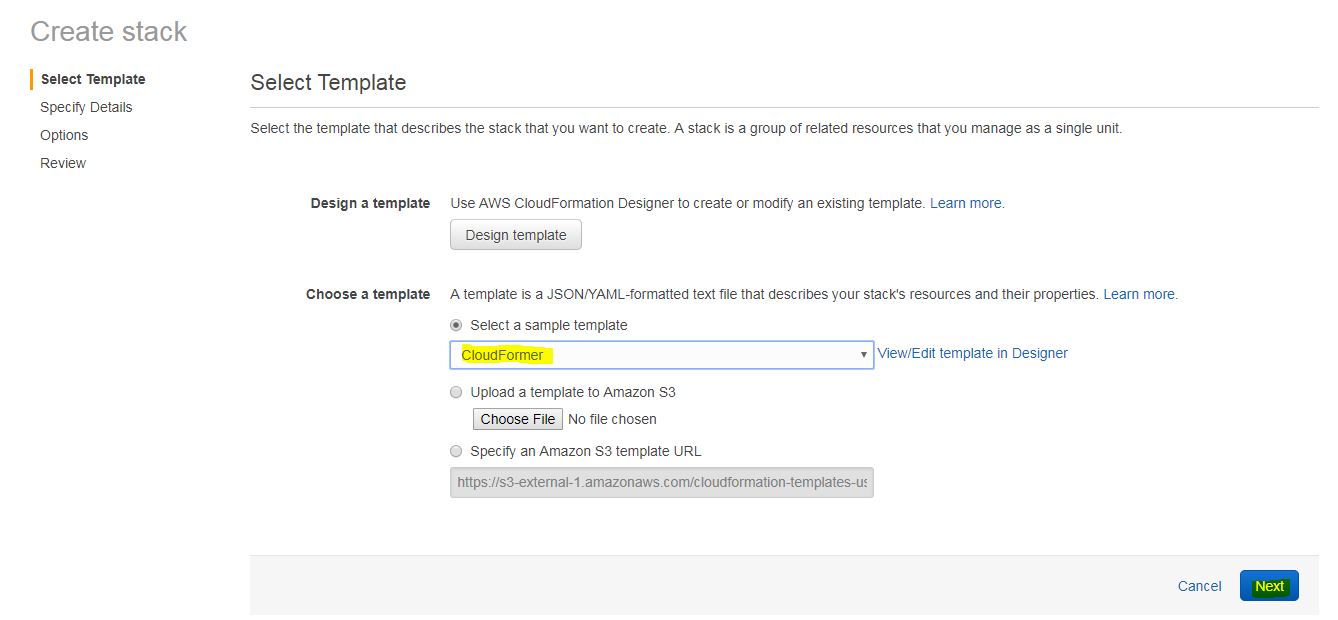 Create stack
Select Template
Specify Details
Options
Review
Select Template
Select the template that describes the stack that you want to create. A stack is a group of related resources that you manage as a single unit.
Design a template Use AWS CloudFormation Designer to create or modify an existing template. Learn more.
Design template
Choose a template A template is a JSON/YAML-formatted text file that describes your stack's resources and their properties. Learn more.
Select a sample template
CloudFormer View/Edit template in Designer
Upload a template to Amazon S3
Choose File No file chosen
Specify an Amazon S3 template URL
https://s3-external-1.amazonaws.com/cloudformation-templates-us
Cancel Next